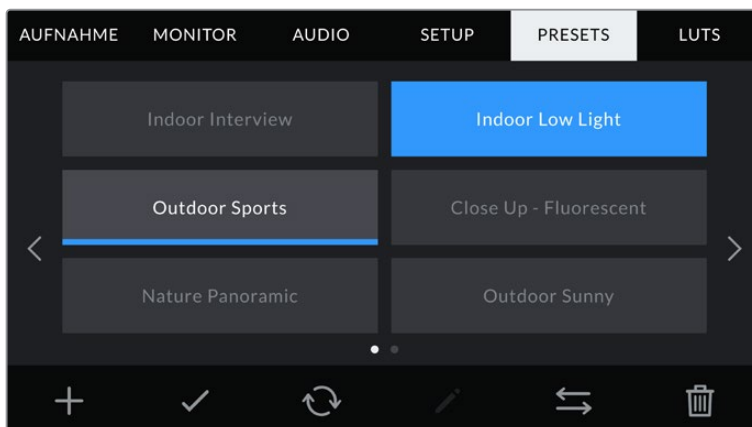 AUFNAHME MONITOR AUDIO SETUP PRESETS LUTS
Indoor Interview Indoor Low Light
Outdoor Sports Close Up - Fluorescent
Nature Panoramic Outdoor Sunny